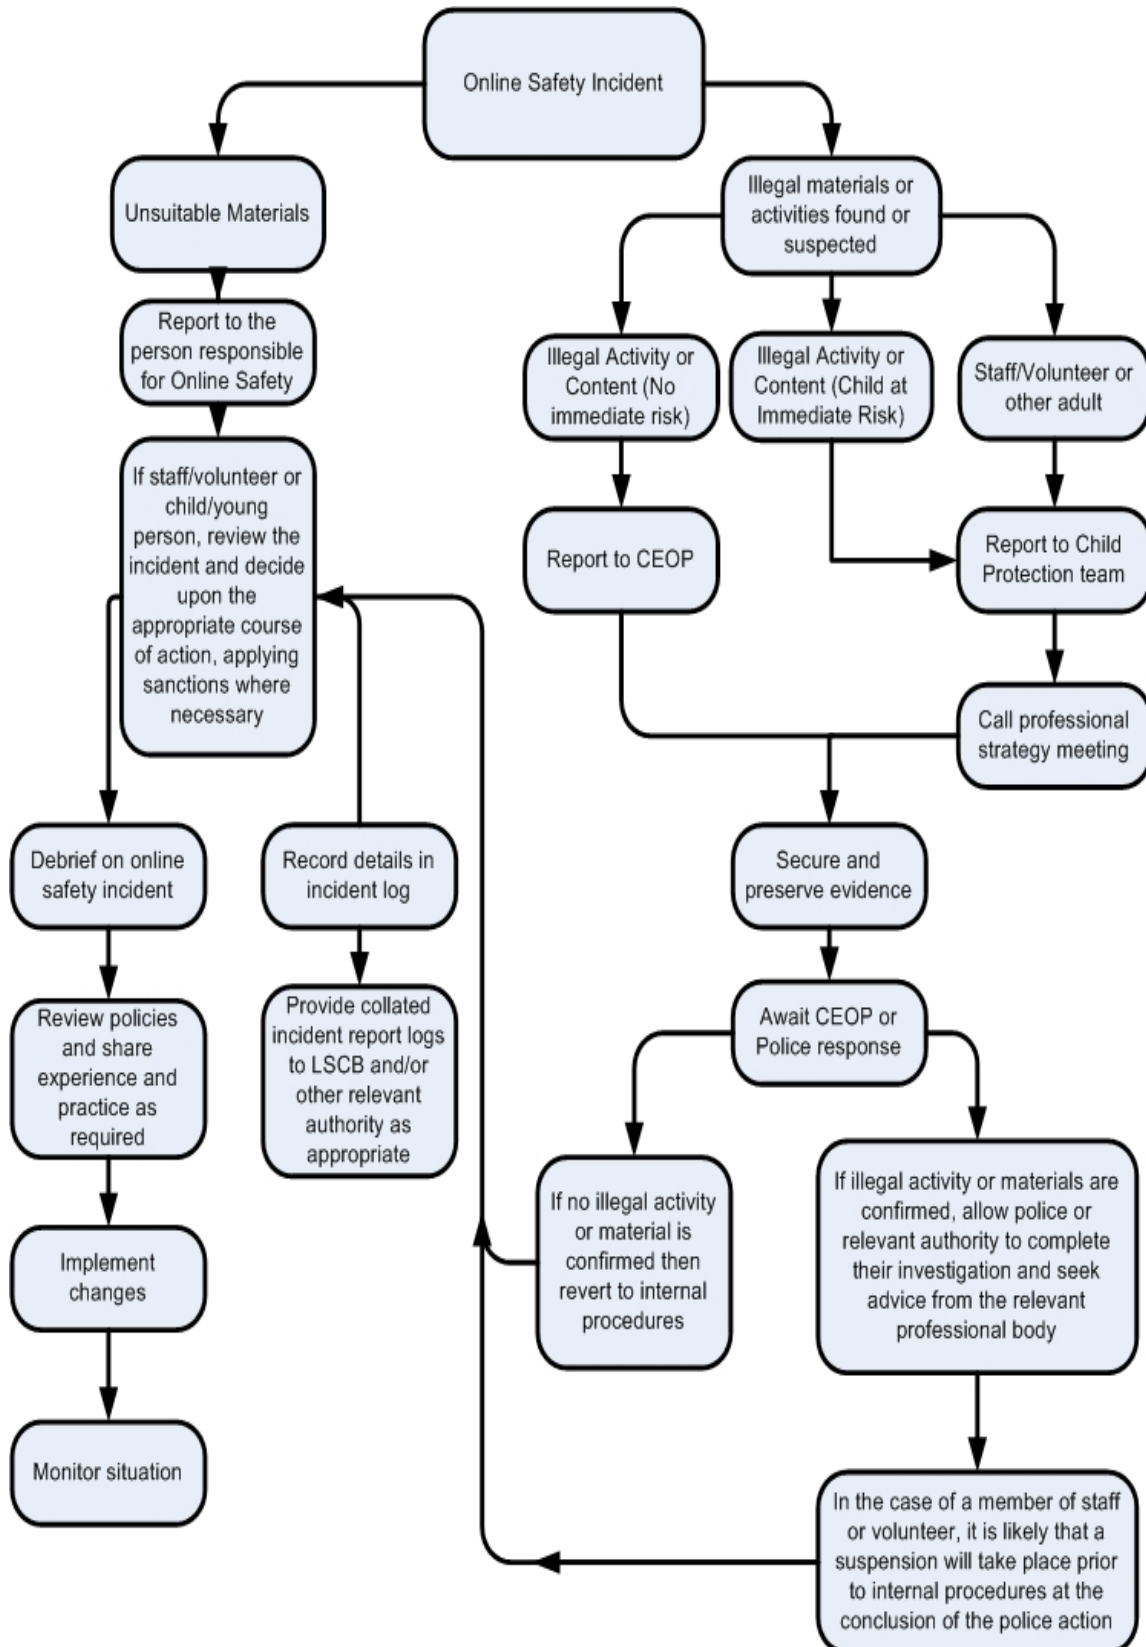 Online Safety Incident
Unsuitable Materials
Illegal materials or
activities found or
suspected
Report to the
person responsible
for Online Safety
Illegal Activity or
Content (No
immediate risk)
Illegal Activity or
Content (Child at
Immediate Risk)
Staff/Volunteer or
other adult
If staff/volunteer or
child/young
person, review the
incident and decide
upon the
appropriate course
of action, applying
sanctions where
necessary
Report to CEOP
Report to Child
Protection team
Call professional
strategy meeting
Debrief on online
safety incident
Record details in
incident log
Secure and
preserve evidence
Review policies
and share
experience and
practice as
required
Provide collated
incident report logs
to LSCB and/or
other relevant
authority as
appropriate
Await CEOP or
Police response
If no illegal activity
or material is
confirmed then
revert to internal
procedures
If illegal activity or materials are
confirmed, allow police or
relevant authority to complete
their investigation and seek
advice from the relevant
professional body
Implement
changes
Monitor situation
In the case of a member of staff
or volunteer, it is likely that a
suspension will take place prior
to internal procedures at the
conclusion of the police action